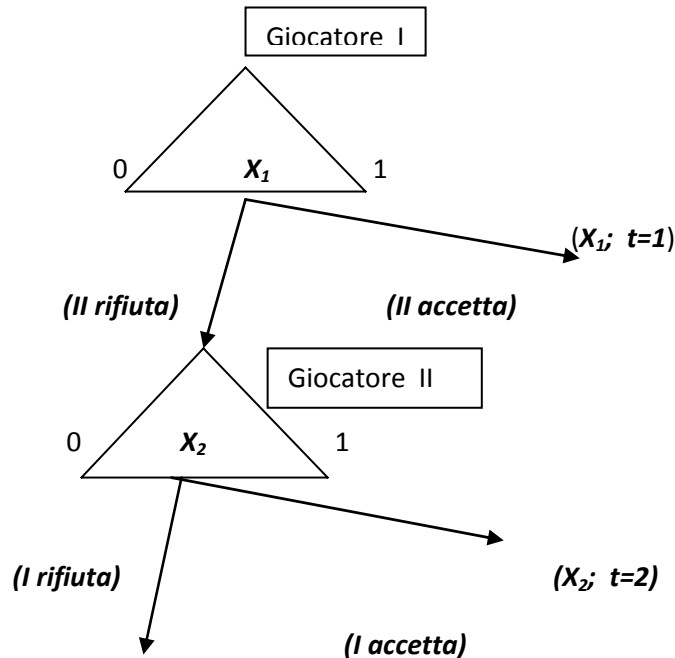 Giocatore I
0 X₁ 1
(X₁; t=1)
(II rifiuta) (II accetta)
Giocatore II
0 X₂ 1
(I rifiuta) (X₂; t=2)
(I accetta)